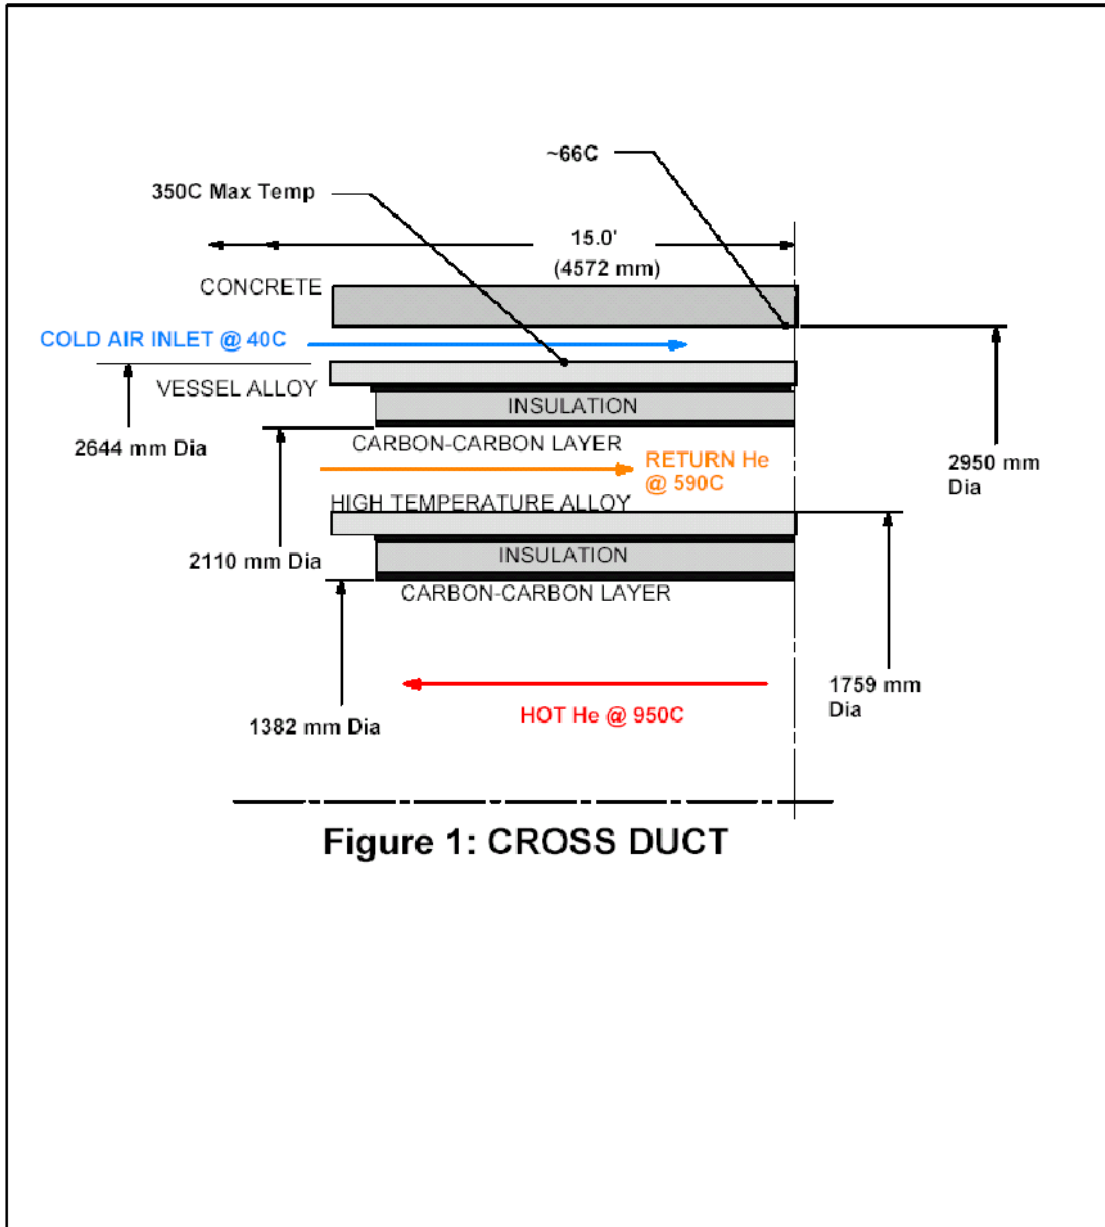 ~66C
350C Max Temp
15.0'
(4572 mm)
CONCRETE
COLD AIR INLET @ 40C
VESSEL ALLOY
INSULATION
2644 mm Dia
CARBON-CARBON LAYER
RETURN He
@ 590C
2950 mm
Dia
HIGH TEMPERATURE ALLOY
INSULATION
2110 mm Dia
CARBON-CARBON LAYER
1759 mm
Dia
HOT He @ 950C
1382 mm Dia
Figure 1: CROSS DUCT